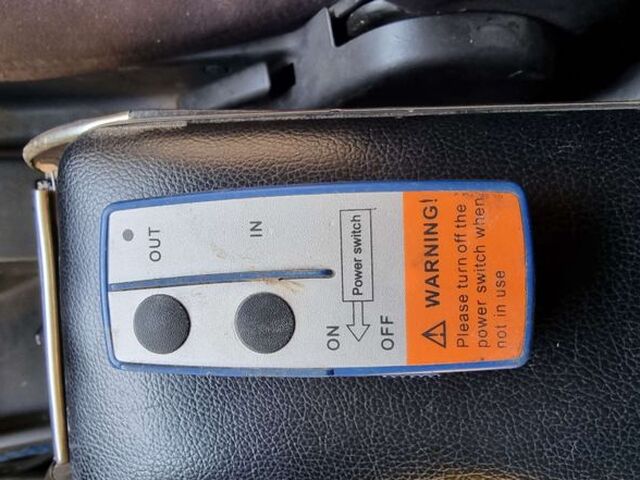 OUT
IN
Power switch
ON
OFF
WARNING!
Please turn off the
power switch when
not in use